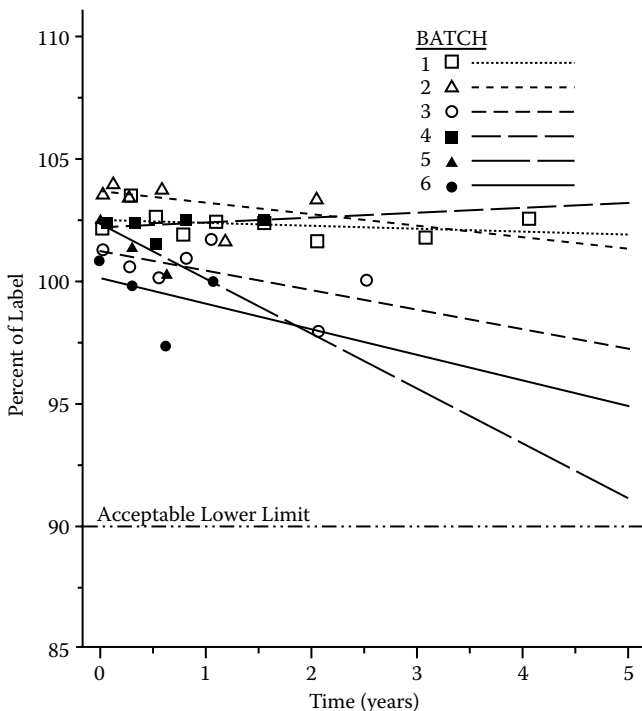 110
BATCH
1
2
3
4
5
6
105
100
95
90
85
Percent of Label
Acceptable Lower Limit
0 1 2 3 4 5
Time (years)